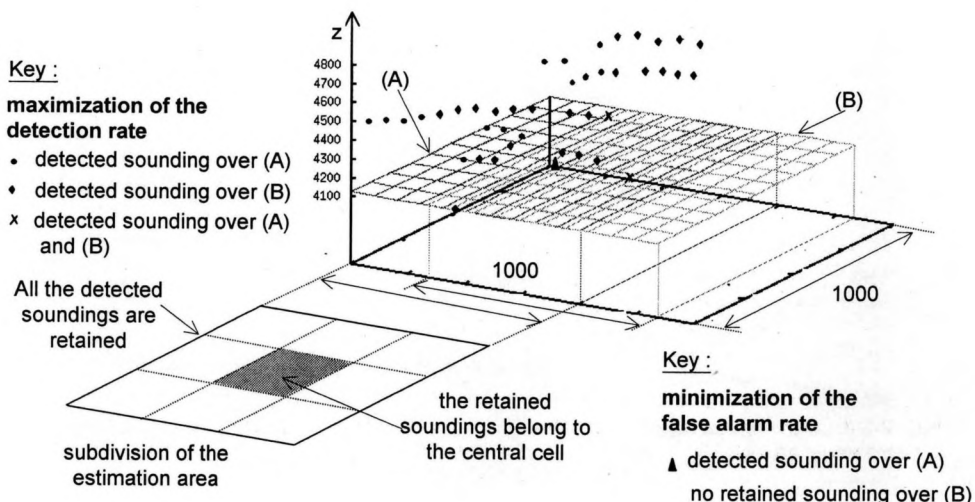 Key :
maximization of the
detection rate
• detected sounding over (A)
♦ detected sounding over (B)
x detected sounding over (A)
and (B)
z
4800
4700
4600
4500
4300
4200
4100
(A)
(B)
1000
1000
All the detected
soundings are
retained
the retained
soundings belong to
the central cell
subdivision of the
estimation area
Key :
minimization of the
false alarm rate
▲ detected sounding over (A)
no retained sounding over (B)